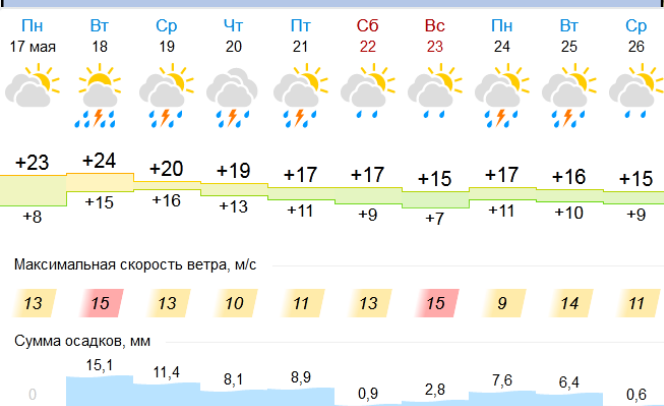 Пн Вт Ср Чт Пт Сб Вс Пн Вт Ср
17 мая 18 19 20 21 22 23 24 25 26
+23 +24 +20 +19 +17 +17 +15 +17 +16 +15
+8 +15 +16 +13 +11 +9 +7 +11 +10 +9
Максимальная скорость ветра, м/с
13 15 13 10 11 13 15 9 14 11
Сумма осадков, мм
0 15,1 11,4 8,1 8,9 0,9 2,8 7,6 6,4 0,6